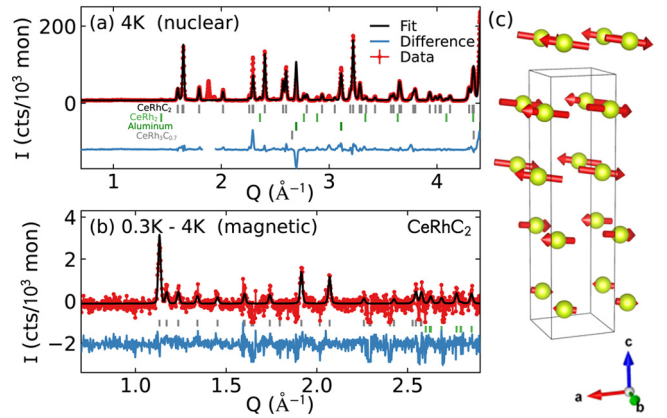 (a) 4K (nuclear)
Fit
Difference
Data
200
0
I (cts/10³ mon)
CeRhC₂
CeRh₂
Aluminum
CeRh₃C₀.₇
1
2
3
4
Q (Å⁻¹)
(b) 0.3K - 4K (magnetic)
CeRhC₂
4
2
0
−2
I (cts/10³ mon)
1.0
1.5
2.0
2.5
Q (Å⁻¹)
(c)
c
a
b